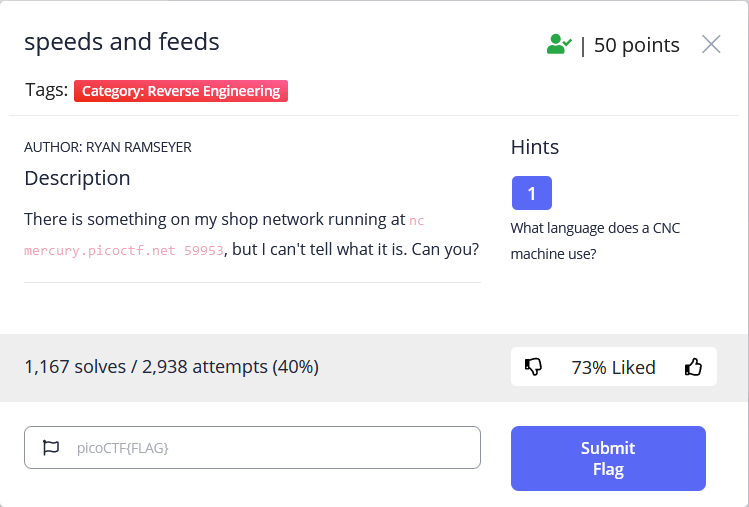 speeds and feeds
| 50 points
Tags: Category: Reverse Engineering
AUTHOR: RYAN RAMSEYER
Description
There is something on my shop network running at nc
mercury.picoctf.net 59953, but I can't tell what it is. Can you?
Hints
1
What language does a CNC
machine use?
1,167 solves / 2,938 attempts (40%)
73% Liked
picoCTF{FLAG}
Submit
Flag